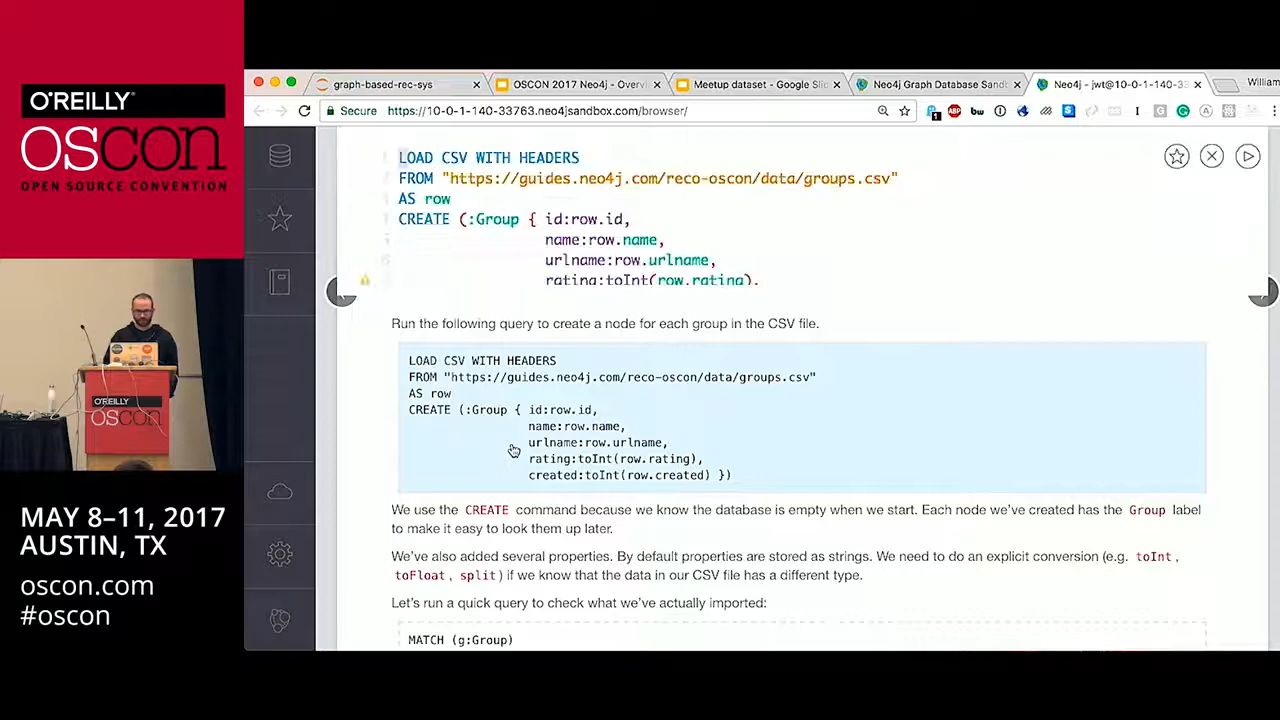 O'REILLY®
OSCON
OPEN SOURCE CONVENTION
O'REILLY
OSCON
MAY 8–11, 2017
AUSTIN, TX
oscon.com
#oscon
graph-based-rec-sys
OSCON 2017 Neo4j - Overvi
Meetup dataset - Google Sli
Neo4j Graph Database Sandb
Neo4j - jwt@10-0-1-140-33
William
Secure
https://10-0-1-140-33763.neo4jsandbox.com/browser/
LOAD CSV WITH HEADERS
FROM "https://guides.neo4j.com/reco-oscon/data/groups.csv"
AS row
CREATE (:Group { id:row.id,
name:row.name,
urlname:row.urlname,
rating:toInt(row.rating),
Run the following query to create a node for each group in the CSV file.
LOAD CSV WITH HEADERS
FROM "https://guides.neo4j.com/reco-oscon/data/groups.csv"
AS row
CREATE (:Group { id:row.id,
name:row.name,
urlname:row.urlname,
rating:toInt(row.rating),
created:toInt(row.created) })
We use the CREATE command because we know the database is empty when we start. Each node we've created has the Group label
to make it easy to look them up later.
We've also added several properties. By default properties are stored as strings. We need to do an explicit conversion (e.g. toInt ,
toFloat , split ) if we know that the data in our CSV file has a different type.
Let's run a quick query to check what we've actually imported:
MATCH (g:Group)